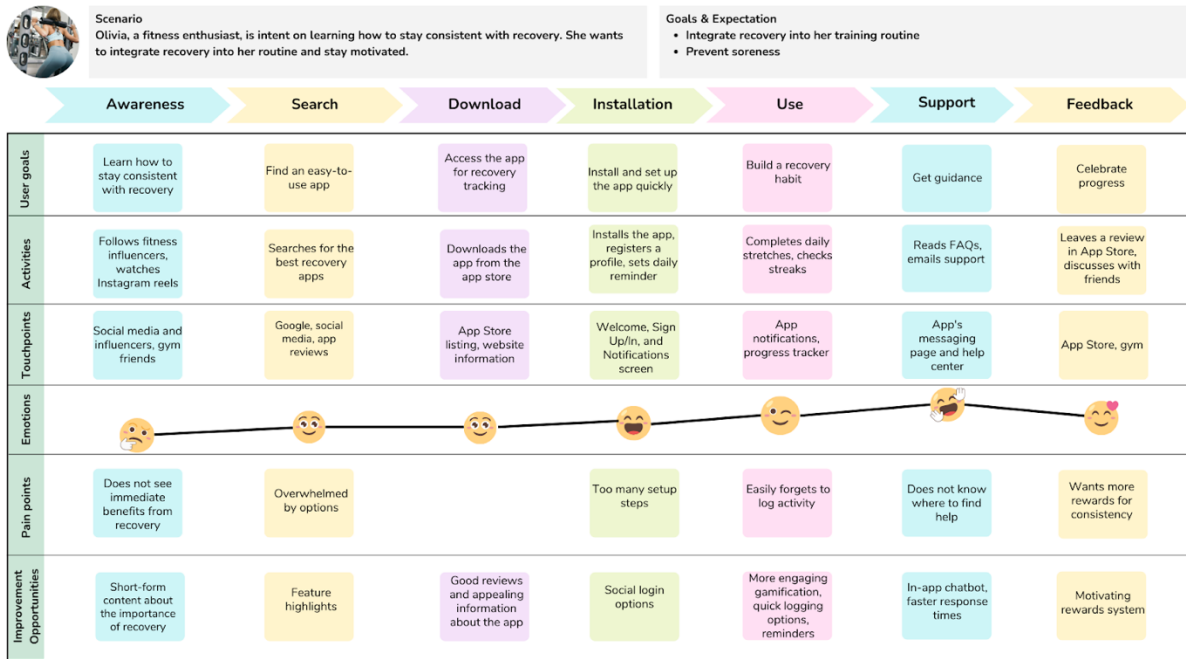 Scenario
Olivia, a fitness enthusiast, is intent on learning how to stay consistent with recovery. She wants
to integrate recovery into her routine and stay motivated.
Goals & Expectation
• Integrate recovery into her training routine
• Prevent soreness
Awareness
Search
Download
Installation
Use
Support
Feedback
User goals
Learn how to
stay consistent
with recovery
Find an easy-to-
use app
Access the app
for recovery
tracking
Install and set up
the app quickly
Build a recovery
habit
Get guidance
Celebrate
progress
Activities
Follows fitness
influencers,
watches
Instagram reels
Searches for the
best recovery
apps
Downloads the
app from the
app store
Installs the app,
registers a
profile, sets daily
reminder
Completes daily
stretches, checks
streaks
Reads FAQs,
emails support
Leaves a review
in App Store,
discusses with
friends
Touchpoints
Social media and
influencers, gym
friends
Google, social
media, app
reviews
App Store
listing, website
information
Welcome, Sign
Up/In, and
Notifications
screen
App
notifications,
progress tracker
App's
messaging
page and help
center
App Store, gym
Emotions
Pain points
Does not see
immediate
benefits from
recovery
Overwhelmed
by options
Too many setup
steps
Easily forgets to
log activity
Does not know
where to find
help
Wants more
rewards for
consistency
Improvement
Opportunities
Short-form
content about
the importance
of recovery
Feature
highlights
Good reviews
and appealing
information
about the app
Social login
options
More engaging
gamification,
quick logging
options,
reminders
In-app chatbot,
faster response
times
Motivating
rewards system